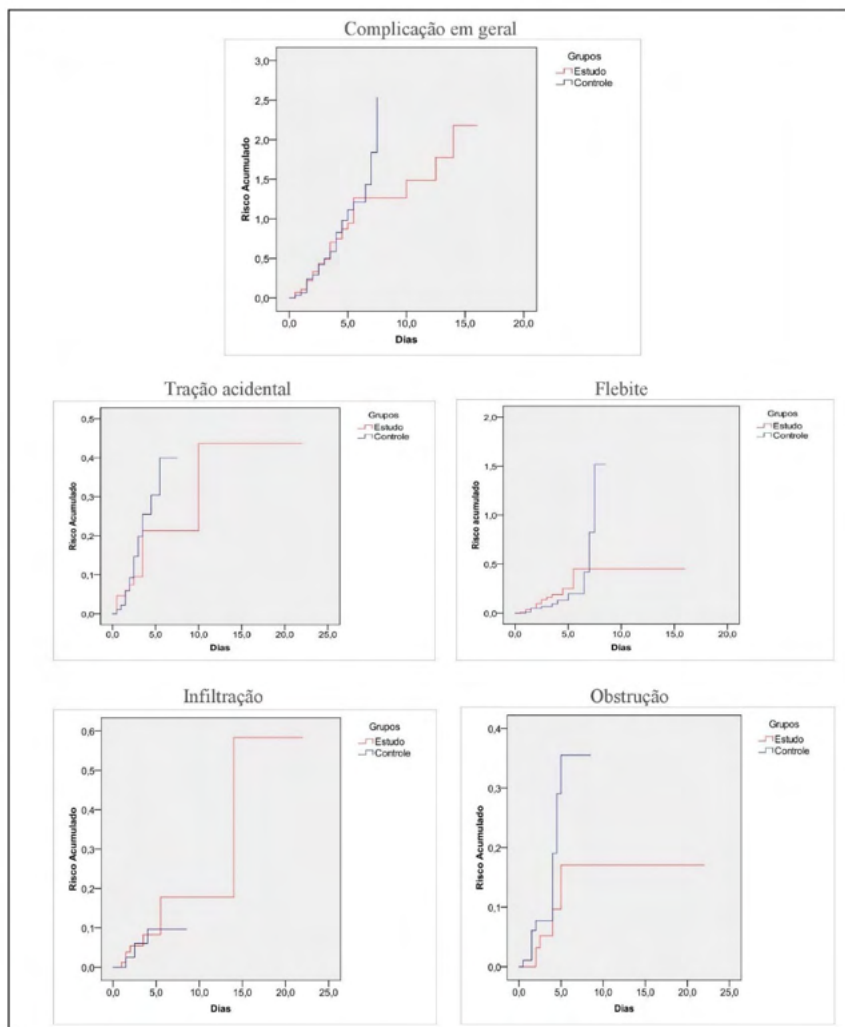 Complicação em geral
Grupos
Estudo
Controle
Risco Acumulado
3,0
2,5
2,0
1,5
1,0
0,5
0,0
0,0 5,0 10,0 15,0 20,0
Dias
Tração acidental
Grupos
Estudo
Controle
Risco Acumulado
0,5
0,4
0,3
0,2
0,1
0,0
0,0 5,0 10,0 15,0 20,0 25,0
Dias
Flebite
Grupos
Estudo
Controle
Risco acumulado
2,0
1,5
1,0
0,5
0,0
0,0 5,0 10,0 15,0 20,0
Dias
Infiltração
Grupos
Estudo
Controle
Risco Acumulado
0,6
0,5
0,4
0,3
0,2
0,1
0,0
0,0 5,0 10,0 15,0 20,0 25,0
Dias
Obstrução
Grupos
Estudo
Controle
Risco Acumulado
0,4
0,3
0,2
0,1
0,0
0,0 5,0 10,0 15,0 20,0 25,0
Dias